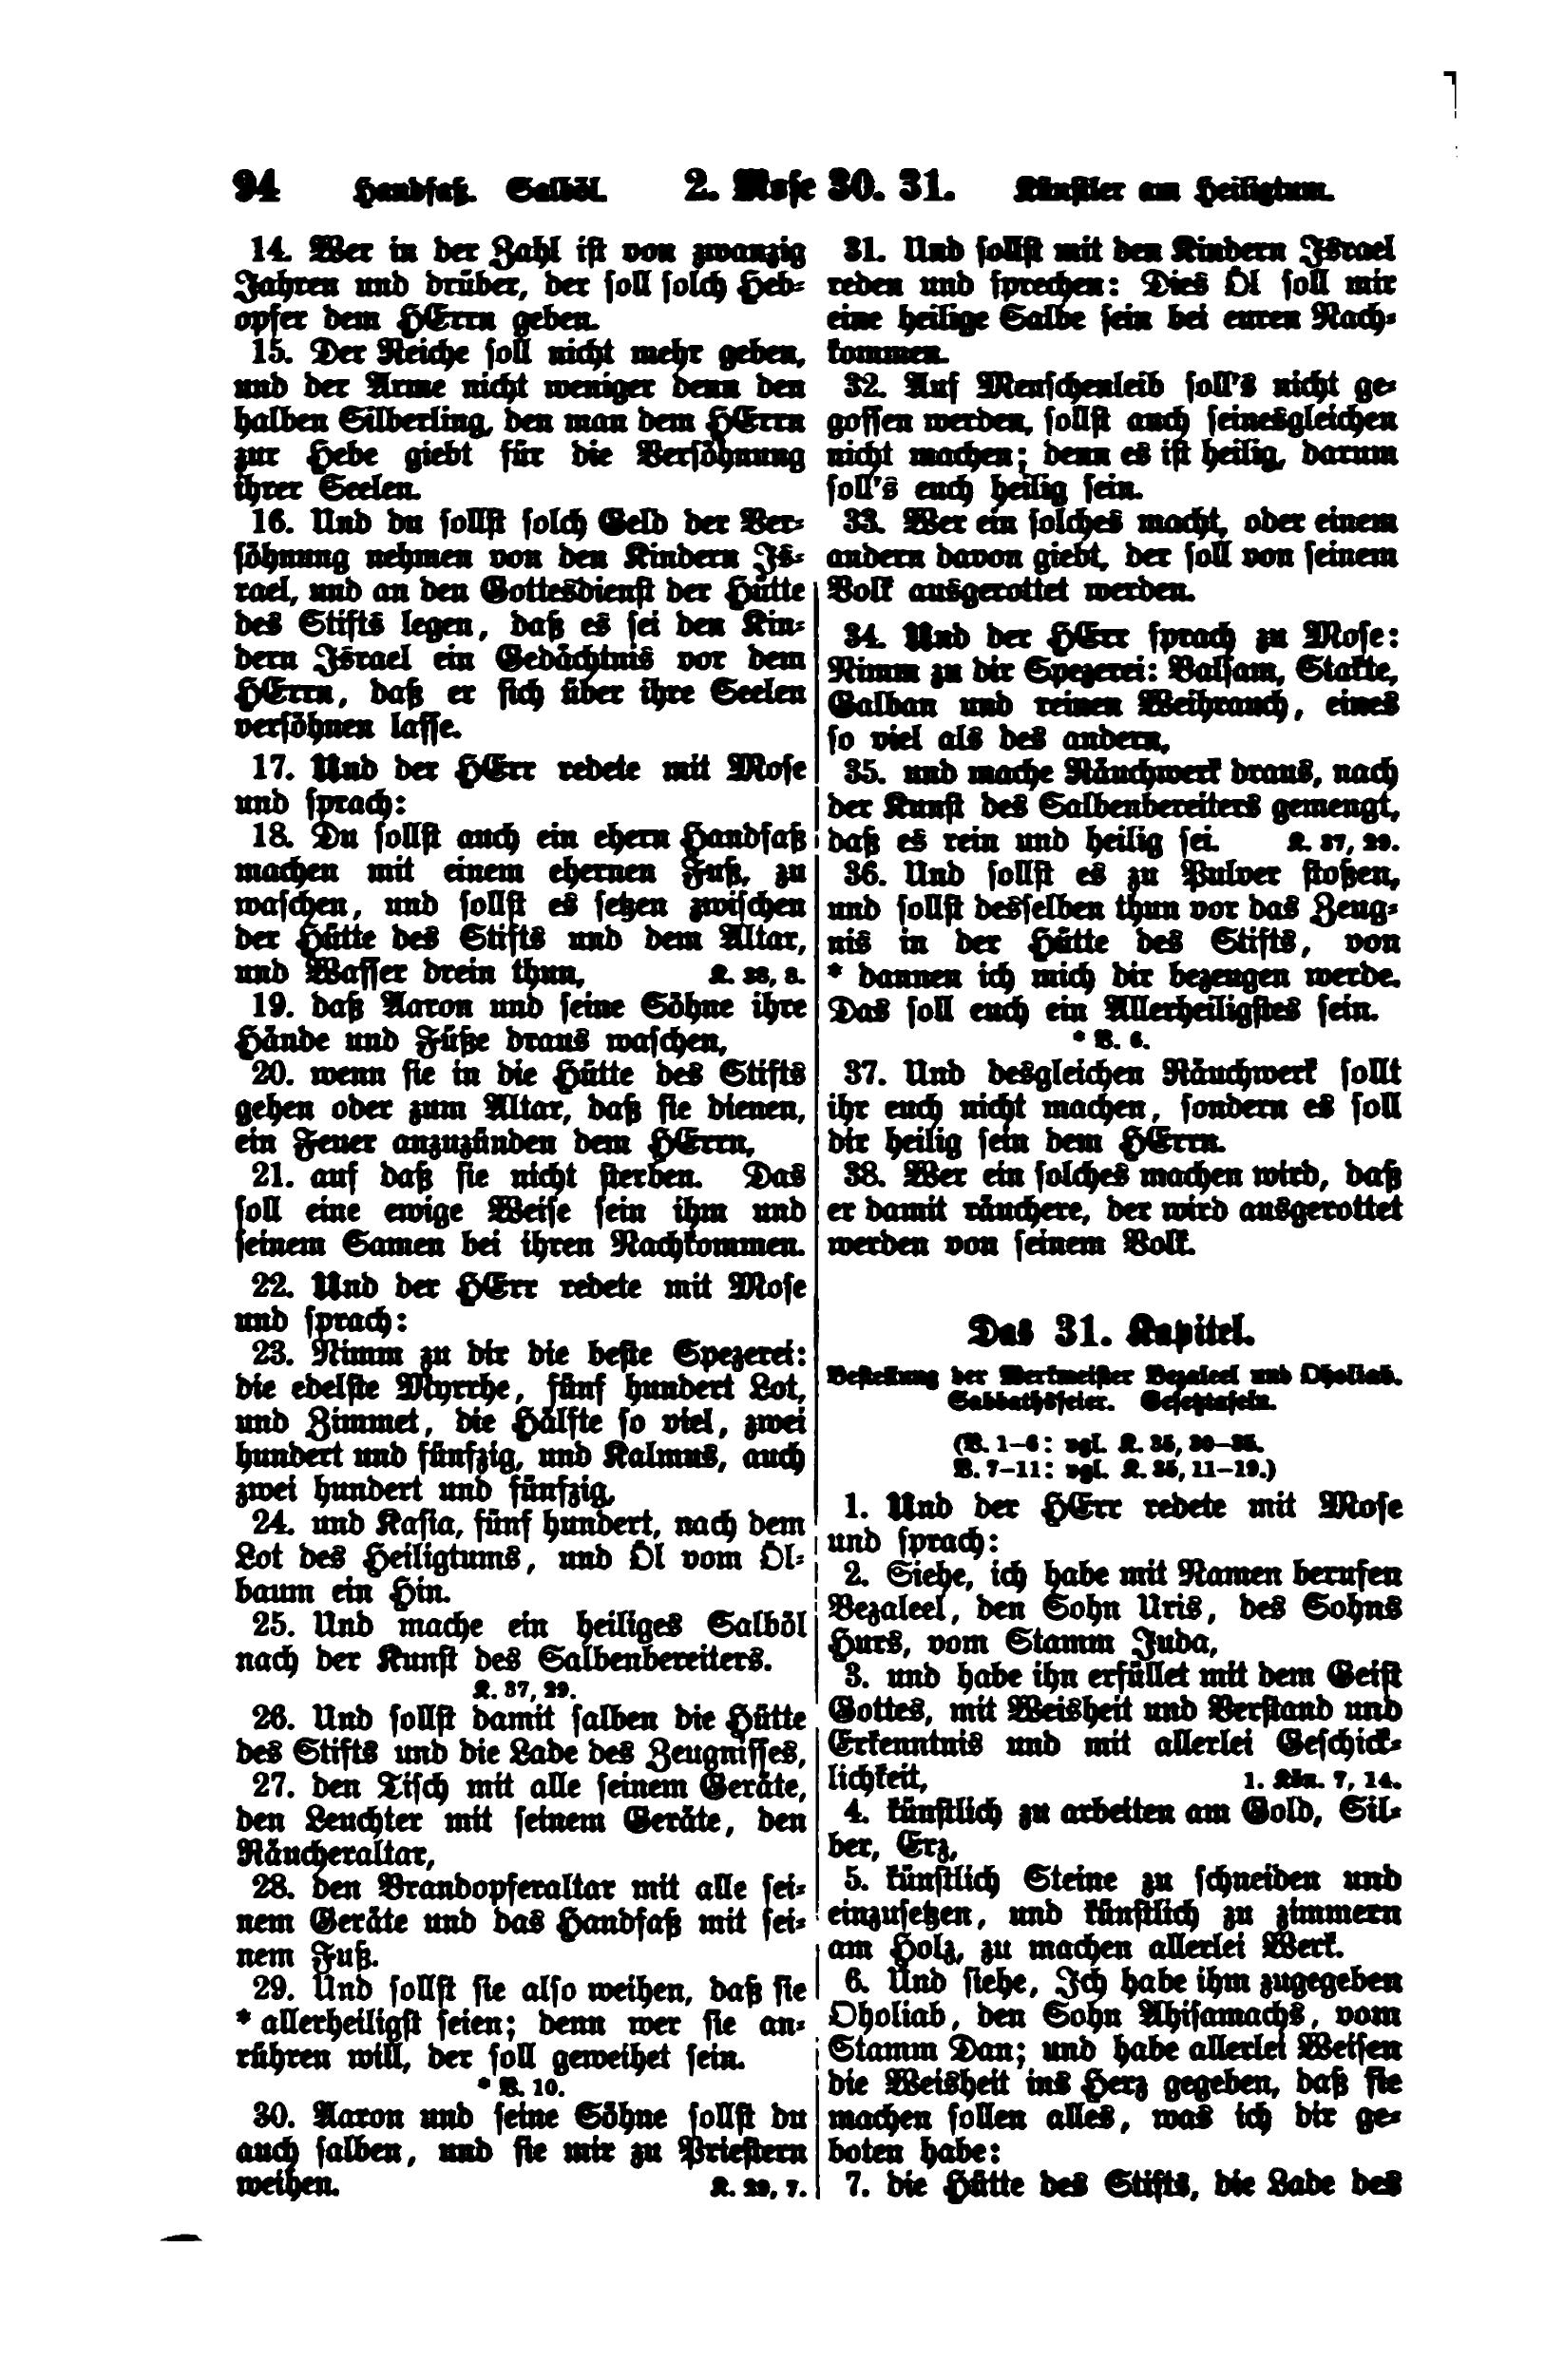 94 Handfaß. Salböl. 2. Mose 30. 31. Künstler am Heiligtum.
14. Wer in der Zahl ist von zwanzig
Jahren und drüber, der soll solch Heb-
opfer dem HErrn geben.
15. Der Reiche soll nicht mehr geben,
und der Arme nicht weniger denn den
halben Silberling, den man dem HErrn
zur Hebe giebt für die Versöhnung
ihrer Seelen.
16. Und du sollst solch Geld der Ver-
söhnung nehmen von den Kindern Is-
rael, und an den Gottesdienst der Hütte
des Stifts legen, daß es sei den Kin-
dern Israel ein Gedächtnis vor dem
HErrn, daß er sich über ihre Seelen
versöhnen lasse.
17. Und der HErr redete mit Mose
und sprach:
18. Du sollst auch ein ehern Handfaß
machen mit einem ehernen Fuß, zu
waschen, und sollst es setzen zwischen
der Hütte des Stifts und dem Altar,
und Wasser drein thun, K. 38, 8.
19. daß Aaron und seine Söhne ihre
Hände und Füße draus waschen,
20. wenn sie in die Hütte des Stifts
gehen oder zum Altar, daß sie dienen,
ein Feuer anzuzünden dem HErrn,
21. auf daß sie nicht sterben. Das
soll eine ewige Weise sein ihm und
seinem Samen bei ihren Nachkommen.
22. Und der HErr redete mit Mose
und sprach:
23. Nimm zu dir die beste Spezerei:
die edelste Myrrhe, fünf hundert Lot,
und Zimmet, die Hälfte so viel, zwei
hundert und fünfzig, und Kalmus, auch
zwei hundert und fünfzig,
24. und Kasia, fünf hundert, nach dem
Lot des Heiligtums, und Öl vom Öl-
baum ein Hin.
25. Und mache ein heiliges Salböl
nach der Kunst des Salbenbereiters.
K. 37, 29.
26. Und sollst damit salben die Hütte
des Stifts und die Lade des Zeugnisses,
27. den Tisch mit alle seinem Geräte,
den Leuchter mit seinem Geräte, den
Räucheraltar,
28. den Brandopferaltar mit alle sei-
nem Geräte und das Handfaß mit sei-
nem Fuß.
29. Und sollst sie also weihen, daß sie
* allerheiligst seien; denn wer sie an-
rühren will, der soll geweihet sein.
* V. 10.
30. Aaron und seine Söhne sollst du
auch salben, und sie mir zu Priestern
weihen. K. 29, 7.
31. Und sollst mit den Kindern Israel
reden und sprechen: Dies Öl soll mir
eine heilige Salbe sein bei euren Nach-
kommen.
32. Auf Menschenleib soll's nicht ge-
gossen werden, sollst auch seinesgleichen
nicht machen; denn es ist heilig, darum
soll's euch heilig sein.
33. Wer ein solches macht, oder einem
andern davon giebt, der soll von seinem
Volk ausgerottet werden.
34. Und der HErr sprach zu Mose:
Nimm zu dir Spezerei: Balsam, Stakte,
Galban und reinen Weihrauch, eines
so viel als des andern,
35. und mache Räuchwerk draus, nach
der Kunst des Salbenbereiters gemengt,
daß es rein und heilig sei. K. 37, 29.
36. Und sollst es zu Pulver stoßen,
und sollst desselben thun vor das Zeug-
nis in der Hütte des Stifts, von
* dannen ich mich dir bezeugen werde.
Das soll euch ein Allerheiligstes sein.
* V. 6.
37. Und desgleichen Räuchwerk sollt
ihr euch nicht machen, sondern es soll
dir heilig sein dem HErrn.
38. Wer ein solches machen wird, daß
er damit räuchere, der wird ausgerottet
werden von seinem Volk.
Das 31. Kapitel.
Bestellung der Werkmeister Bezaleel und Oholiab.
Sabbathsfeier. Gesetztafeln.
(V. 1–6: vgl. K. 35, 30–35.
V. 7–11: vgl. K. 35, 11–19.)
1. Und der HErr redete mit Mose
und sprach:
2. Siehe, ich habe mit Namen berufen
Bezaleel, den Sohn Uris, des Sohns
Hurs, vom Stamm Juda,
3. und habe ihn erfüllet mit dem Geist
Gottes, mit Weisheit und Verstand und
Erkenntnis und mit allerlei Geschick-
lichkeit, 1. Kön. 7, 14.
4. künstlich zu arbeiten am Gold, Sil-
ber, Erz,
5. künstlich Steine zu schneiden und
einzusetzen, und künstlich zu zimmern
am Holz, zu machen allerlei Werk.
6. Und siehe, Ich habe ihm zugegeben
Oholiab, den Sohn Ahisamachs, vom
Stamm Dan; und habe allerlei Weisen
die Weisheit ins Herz gegeben, daß sie
machen sollen alles, was ich dir ge-
boten habe:
7. die Hütte des Stifts, die Lade des